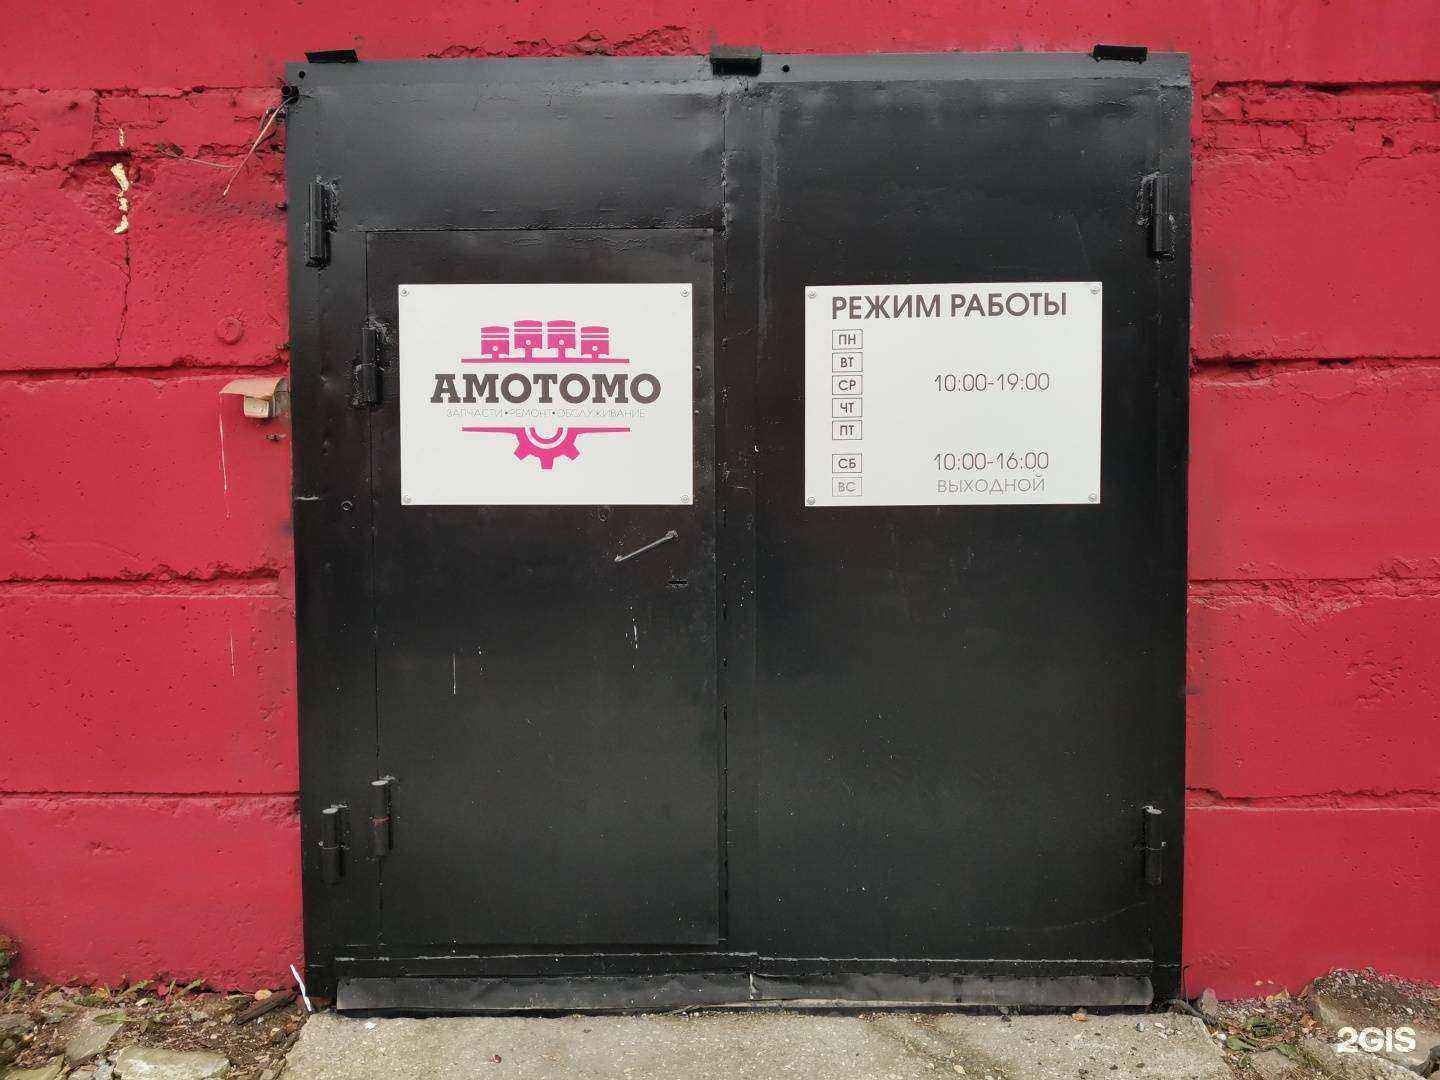 АМОТОМО
ЗАПЧАСТИ•РЕМОНТ•ОБСЛУЖИВАНИЕ
РЕЖИМ РАБОТЫ
ПН
ВТ
СР 10:00-19:00
ЧТ
ПТ
СБ 10:00-16:00
ВС ВЫХОДНОЙ
2GIS